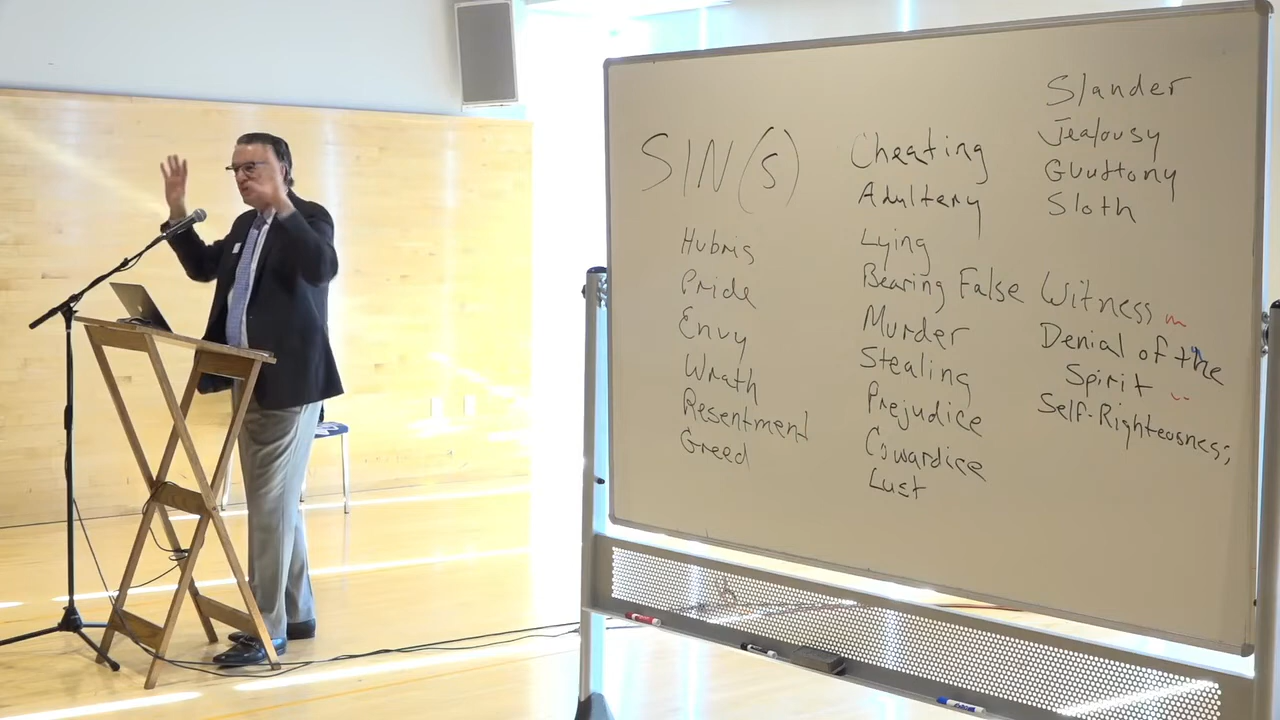 SIN(s)
Hubris
Pride
Envy
Wrath
Resentment
Greed
Cheating
Adultery
Lying
Bearing False Witness
Murder
Stealing
Prejudice
Cowardice
Lust
Slander
Jealousy
Guuttony
Sloth
Denial of the
Spirit
Self-Righteousness;